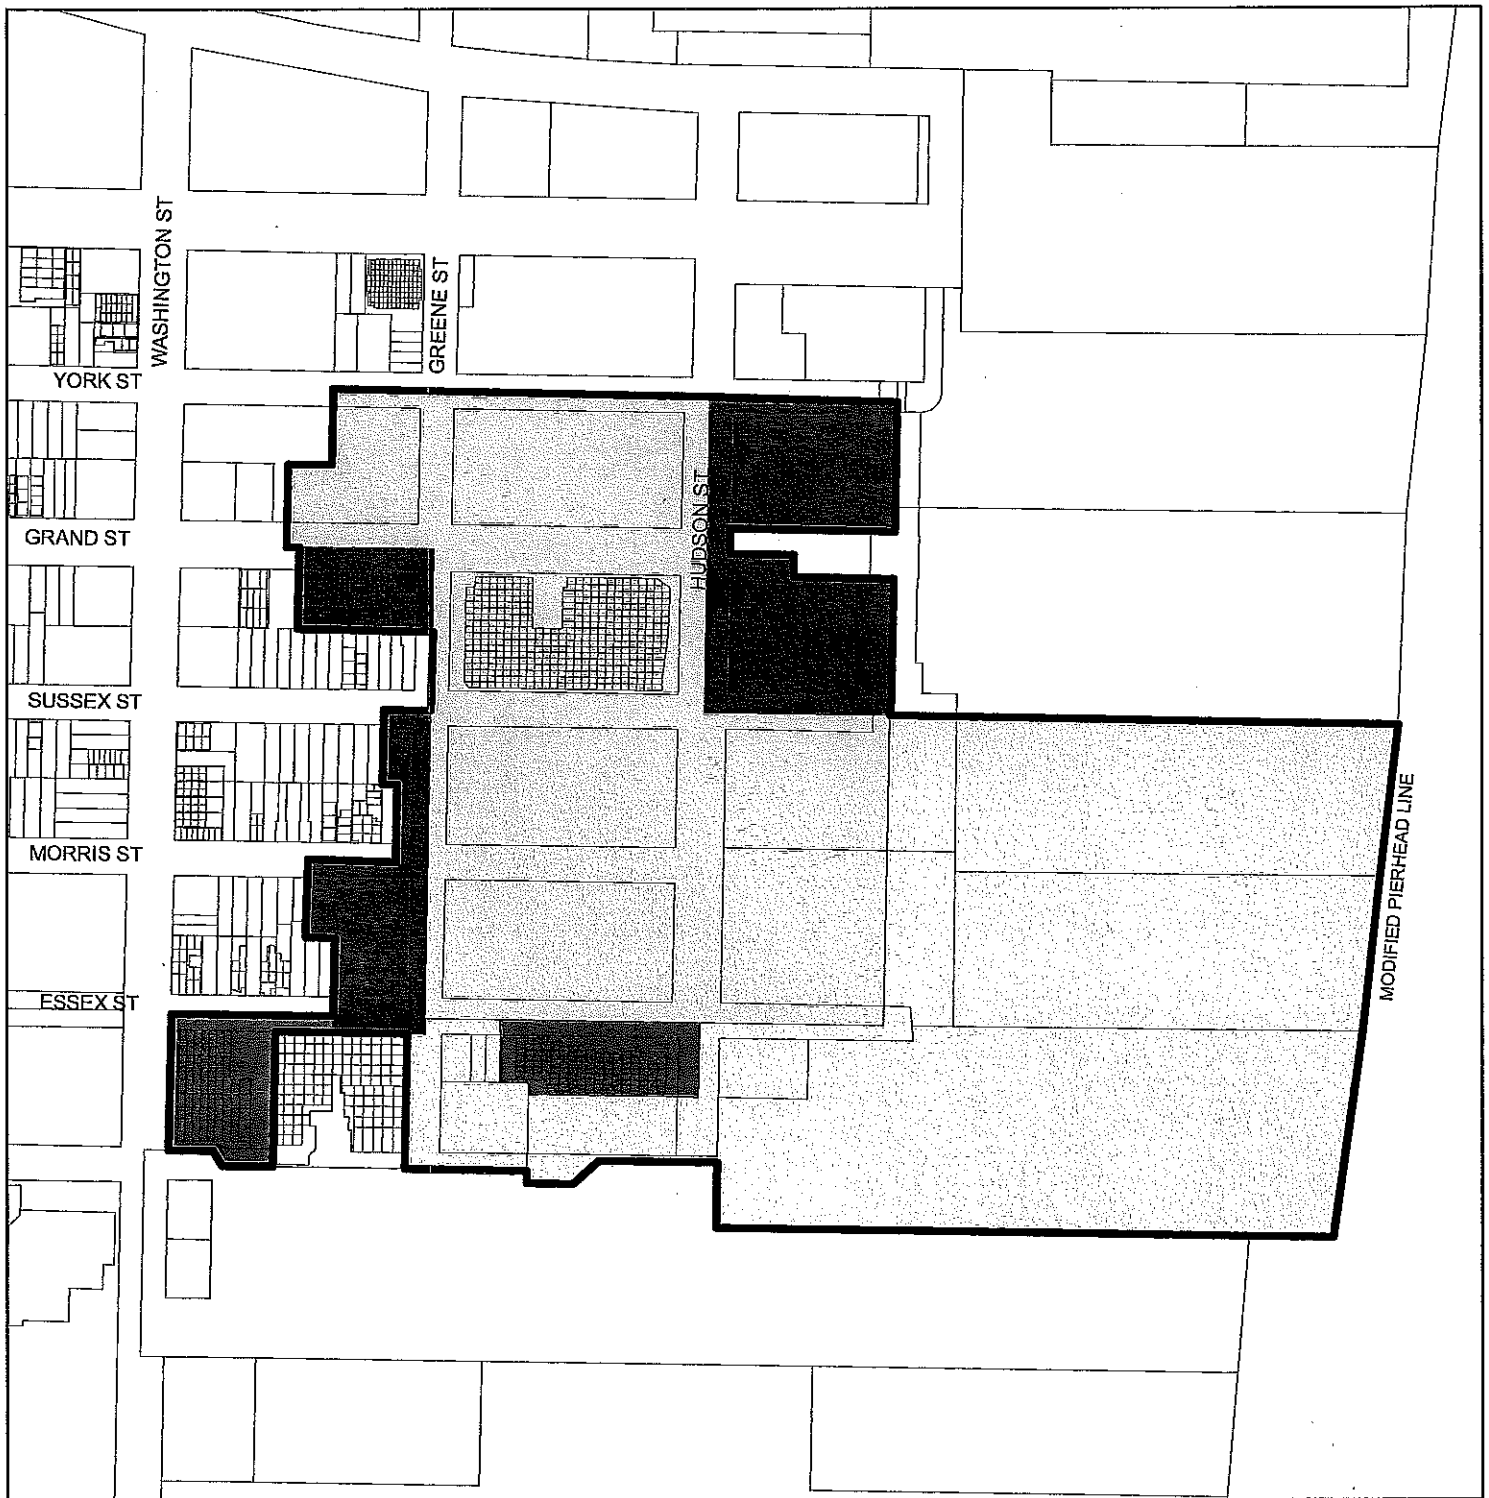 WASHINGTON ST
GREENE ST
YORK ST
HUDSON ST
GRAND ST
SUSSEX ST
MODIFIED PIERHEAD LINE
MORRIS ST
ESSEX ST